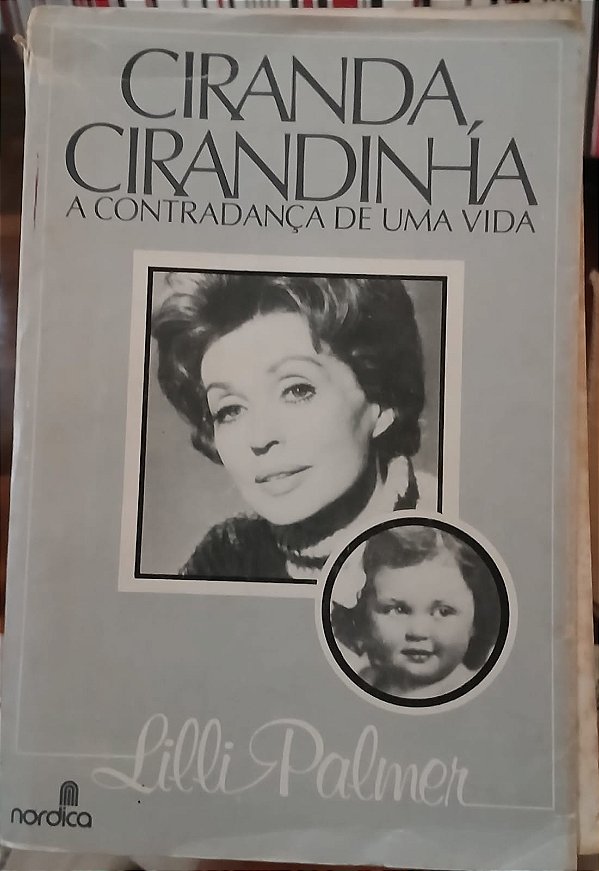 CIRANDA,
CIRANDINHA
A CONTRADANÇA DE UMA VIDA
Lilli Palmer
nordica